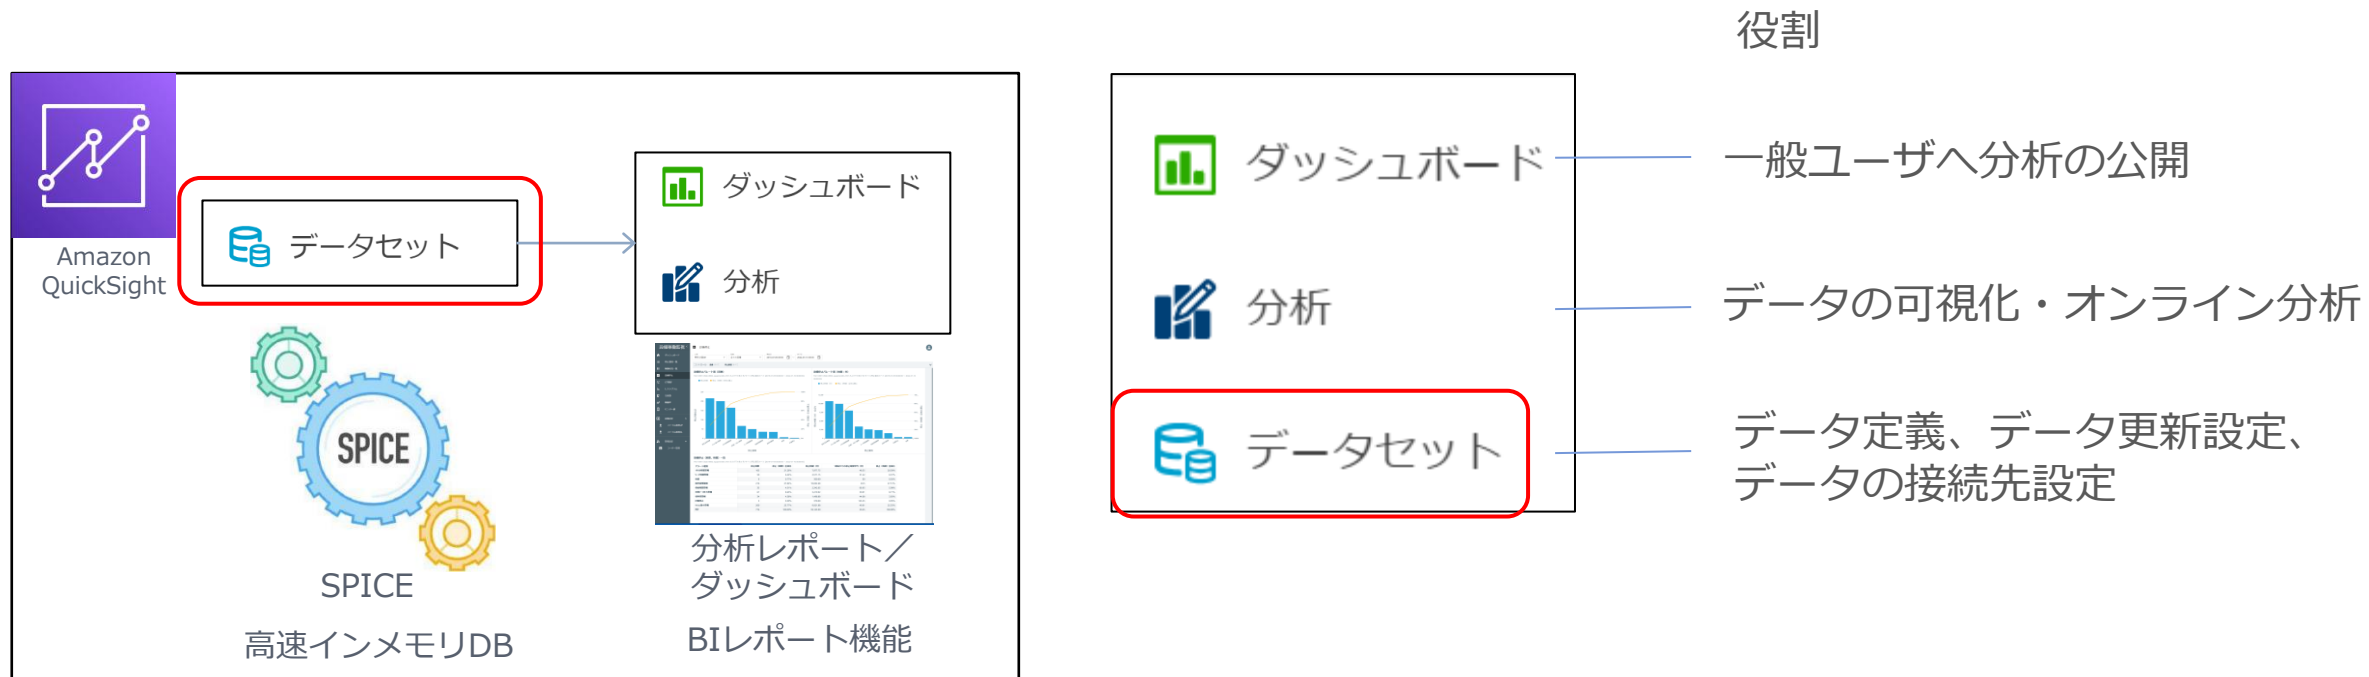 役割
Amazon
QuickSight
データセット
ダッシュボード
分析
SPICE
SPICE
高速インメモリDB
分析レポート／
ダッシュボード
BIレポート機能
ダッシュボード
一般ユーザへ分析の公開
分析
データの可視化・オンライン分析
データセット
データ定義、データ更新設定、
データの接続先設定